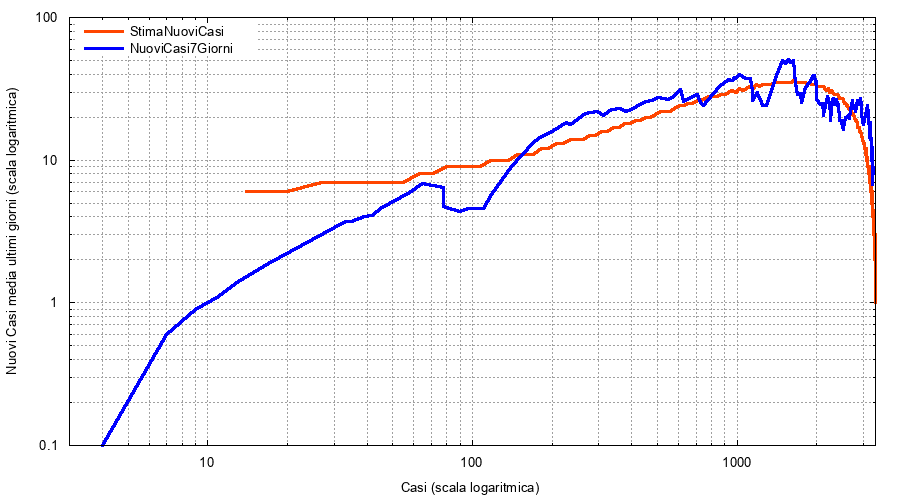 100
10
1
0.1
Nuovi Casi media ultimi giorni (scala logaritmica)
StimaNuoviCasi
NuoviCasi7Giorni
10
100
1000
Casi (scala logaritmica)